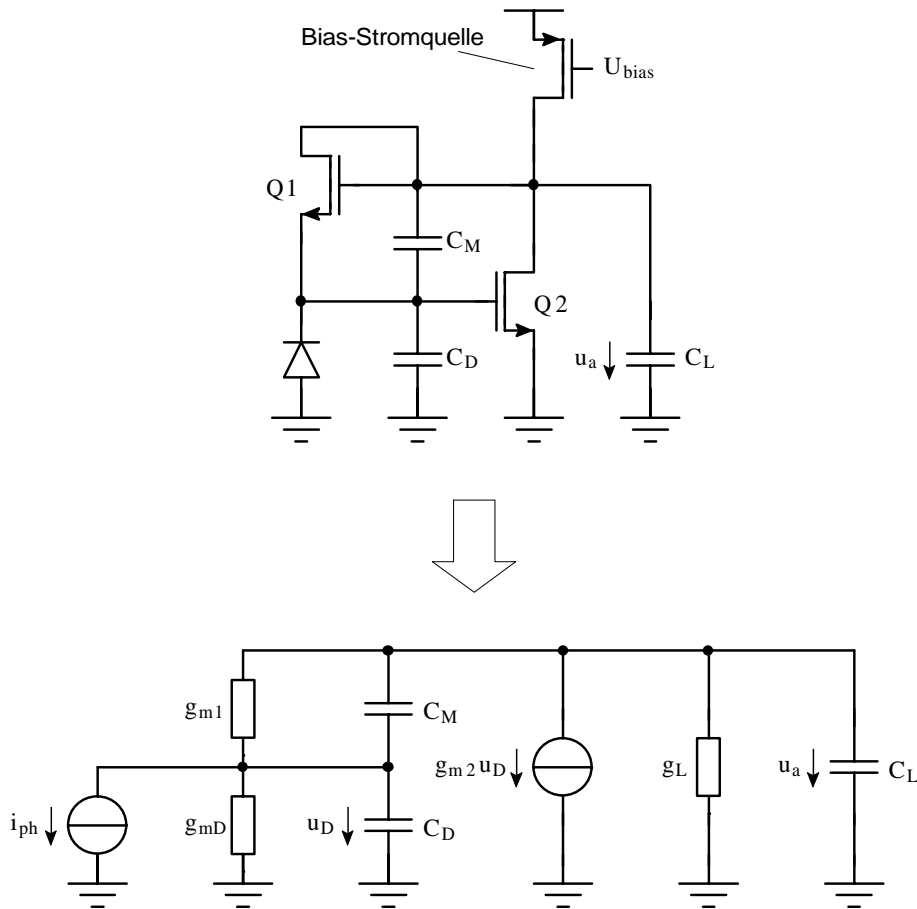 Bias-Stromquelle
U_bias
Q1
C_M
Q2
C_D
u_a
C_L
g_m1
C_M
g_m2 u_D
g_L
u_a
C_L
i_ph
g_mD
u_D
C_D